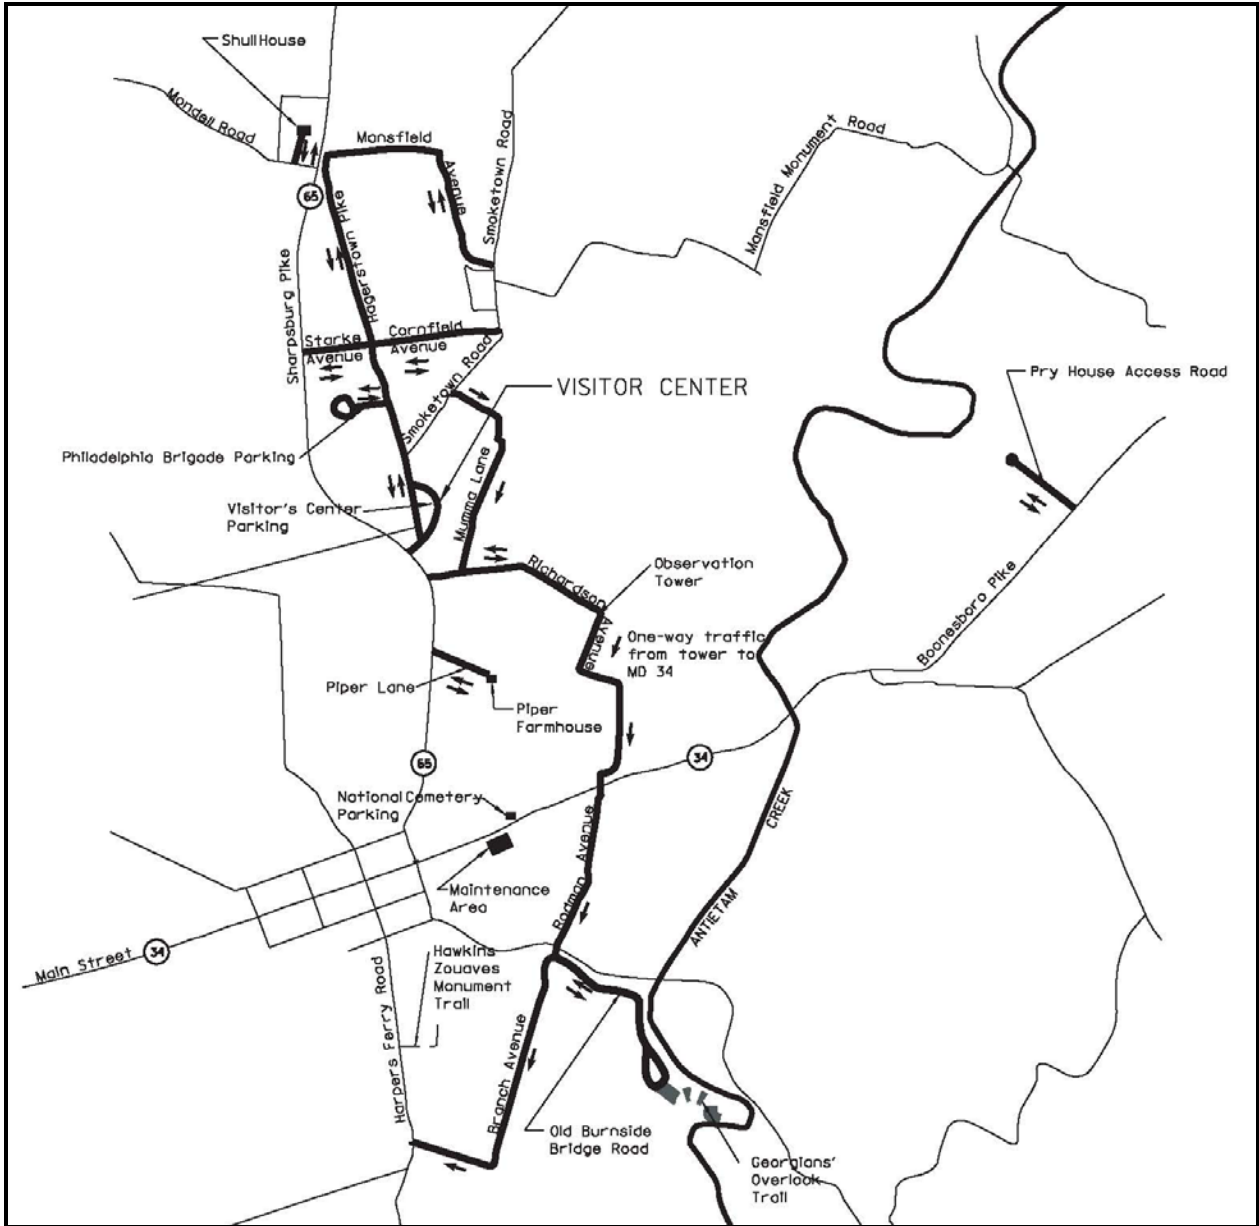 Shull House
Mondell Road
Mansfield
Avenue
Smoketown Road
Mansfield Monument Road
65
Hagerstown Pike
Sharpsburg Pike
Starke
Avenue
Cornfield
Avenue
Smoketown Road
VISITOR CENTER
Pry House Access Road
Philadelphia Brigade Parking
Visitor's Center
Parking
Mumma Lane
Richardson
Avenue
Observation
Tower
One-way traffic
from tower to
MD 34
Boonesboro Pike
Piper Lane
Piper
Farmhouse
65
34
National Cemetery
Parking
CREEK
ANTIETAM
Maintenance
Area
Rodman Avenue
Main Street
34
Hawkins
Zouaves
Monument
Trail
Harpers Ferry Road
Branch Avenue
Old Burnside
Bridge Road
Georgians'
Overlook
Trail